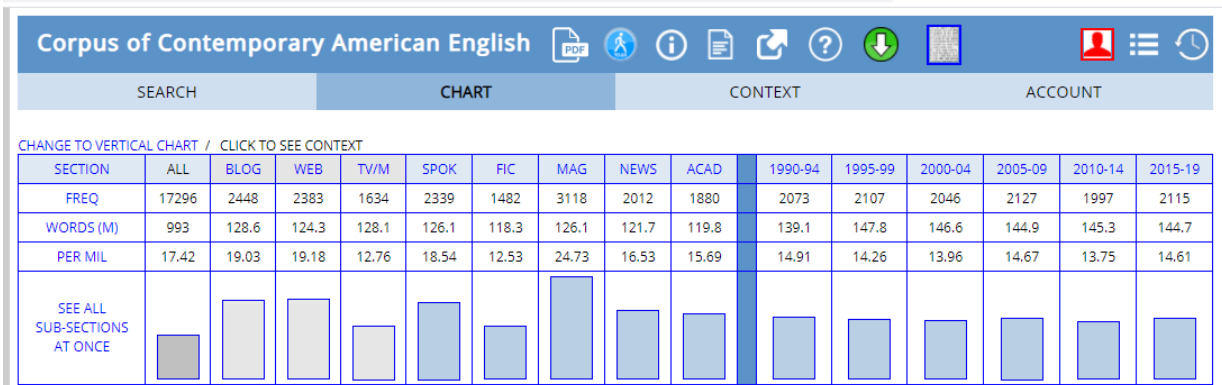 Corpus of Contemporary American English PDF
SEARCH CHART CONTEXT ACCOUNT
CHANGE TO VERTICAL CHART / CLICK TO SEE CONTEXT
SECTION ALL BLOG WEB TV/M SPOK FIC MAG NEWS ACAD 1990-94 1995-99 2000-04 2005-09 2010-14 2015-19
FREQ 17296 2448 2383 1634 2339 1482 3118 2012 1880 2073 2107 2046 2127 1997 2115
WORDS (M) 993 128.6 124.3 128.1 126.1 118.3 126.1 121.7 119.8 139.1 147.8 146.6 144.9 145.3 144.7
PER MIL 17.42 19.03 19.18 12.76 18.54 12.53 24.73 16.53 15.69 14.91 14.26 13.96 14.67 13.75 14.61
SEE ALL
SUB-SECTIONS
AT ONCE